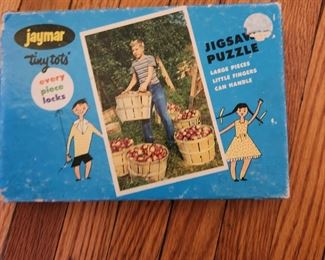 jaymar
tiny tots'
every
piece
locks
JIGSAW
PUZZLE
LARGE PIECES
LITTLE FINGERS
CAN HANDLE